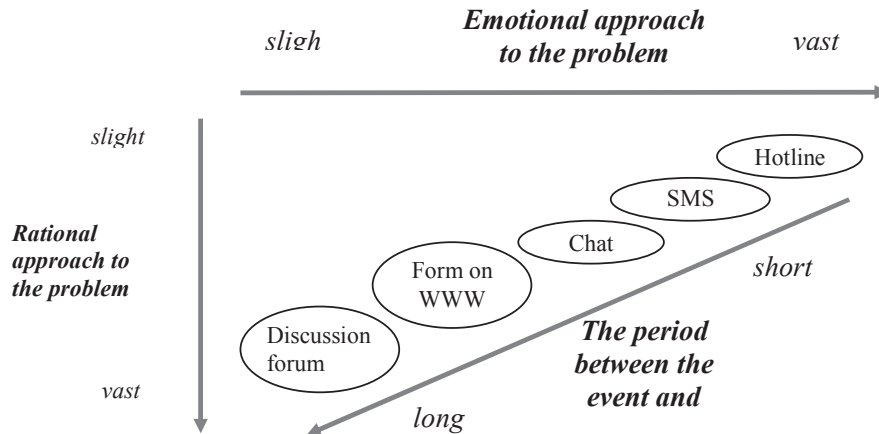 Emotional approach
to the problem
sligh
vast
slight
Hotline
SMS
Rational
approach to
the problem
Chat
short
Form on
WWW
Discussion
forum
The period
between the
event and
vast
long